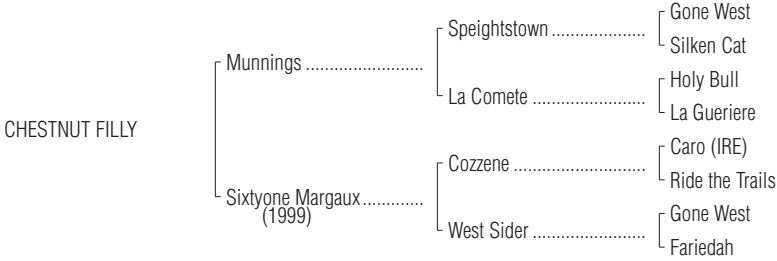 Gone West
Speightstown ......................
Silken Cat
Munnings ...........................
Holy Bull
La Comete ..........................
La Gueriere
CHESTNUT FILLY
Caro (IRE)
Cozzene ..............................
Ride the Trails
Sixtyone Margaux..............
(1999)
Gone West
West Sider ..........................
Fariedah